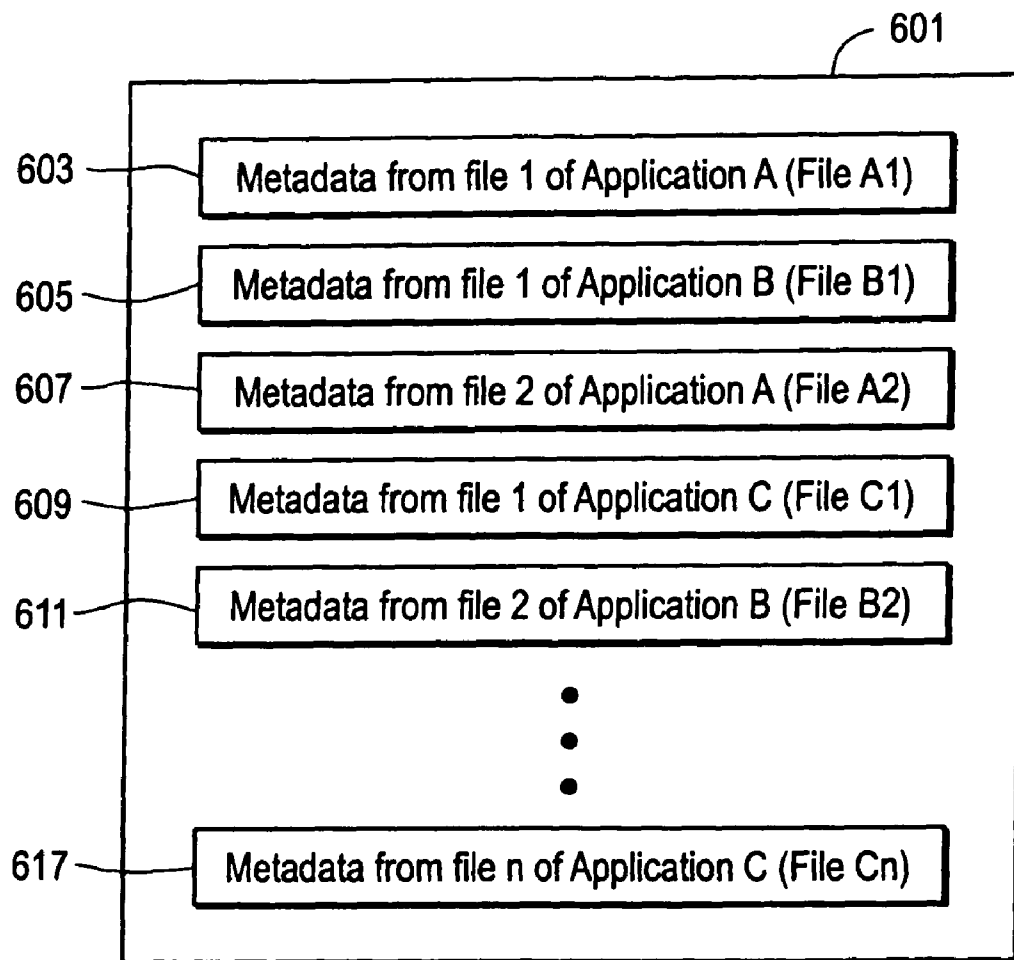 601
603 Metadata from file 1 of Application A (File A1)
605 Metadata from file 1 of Application B (File B1)
607 Metadata from file 2 of Application A (File A2)
609 Metadata from file 1 of Application C (File C1)
611 Metadata from file 2 of Application B (File B2)
617 Metadata from file n of Application C (File Cn)